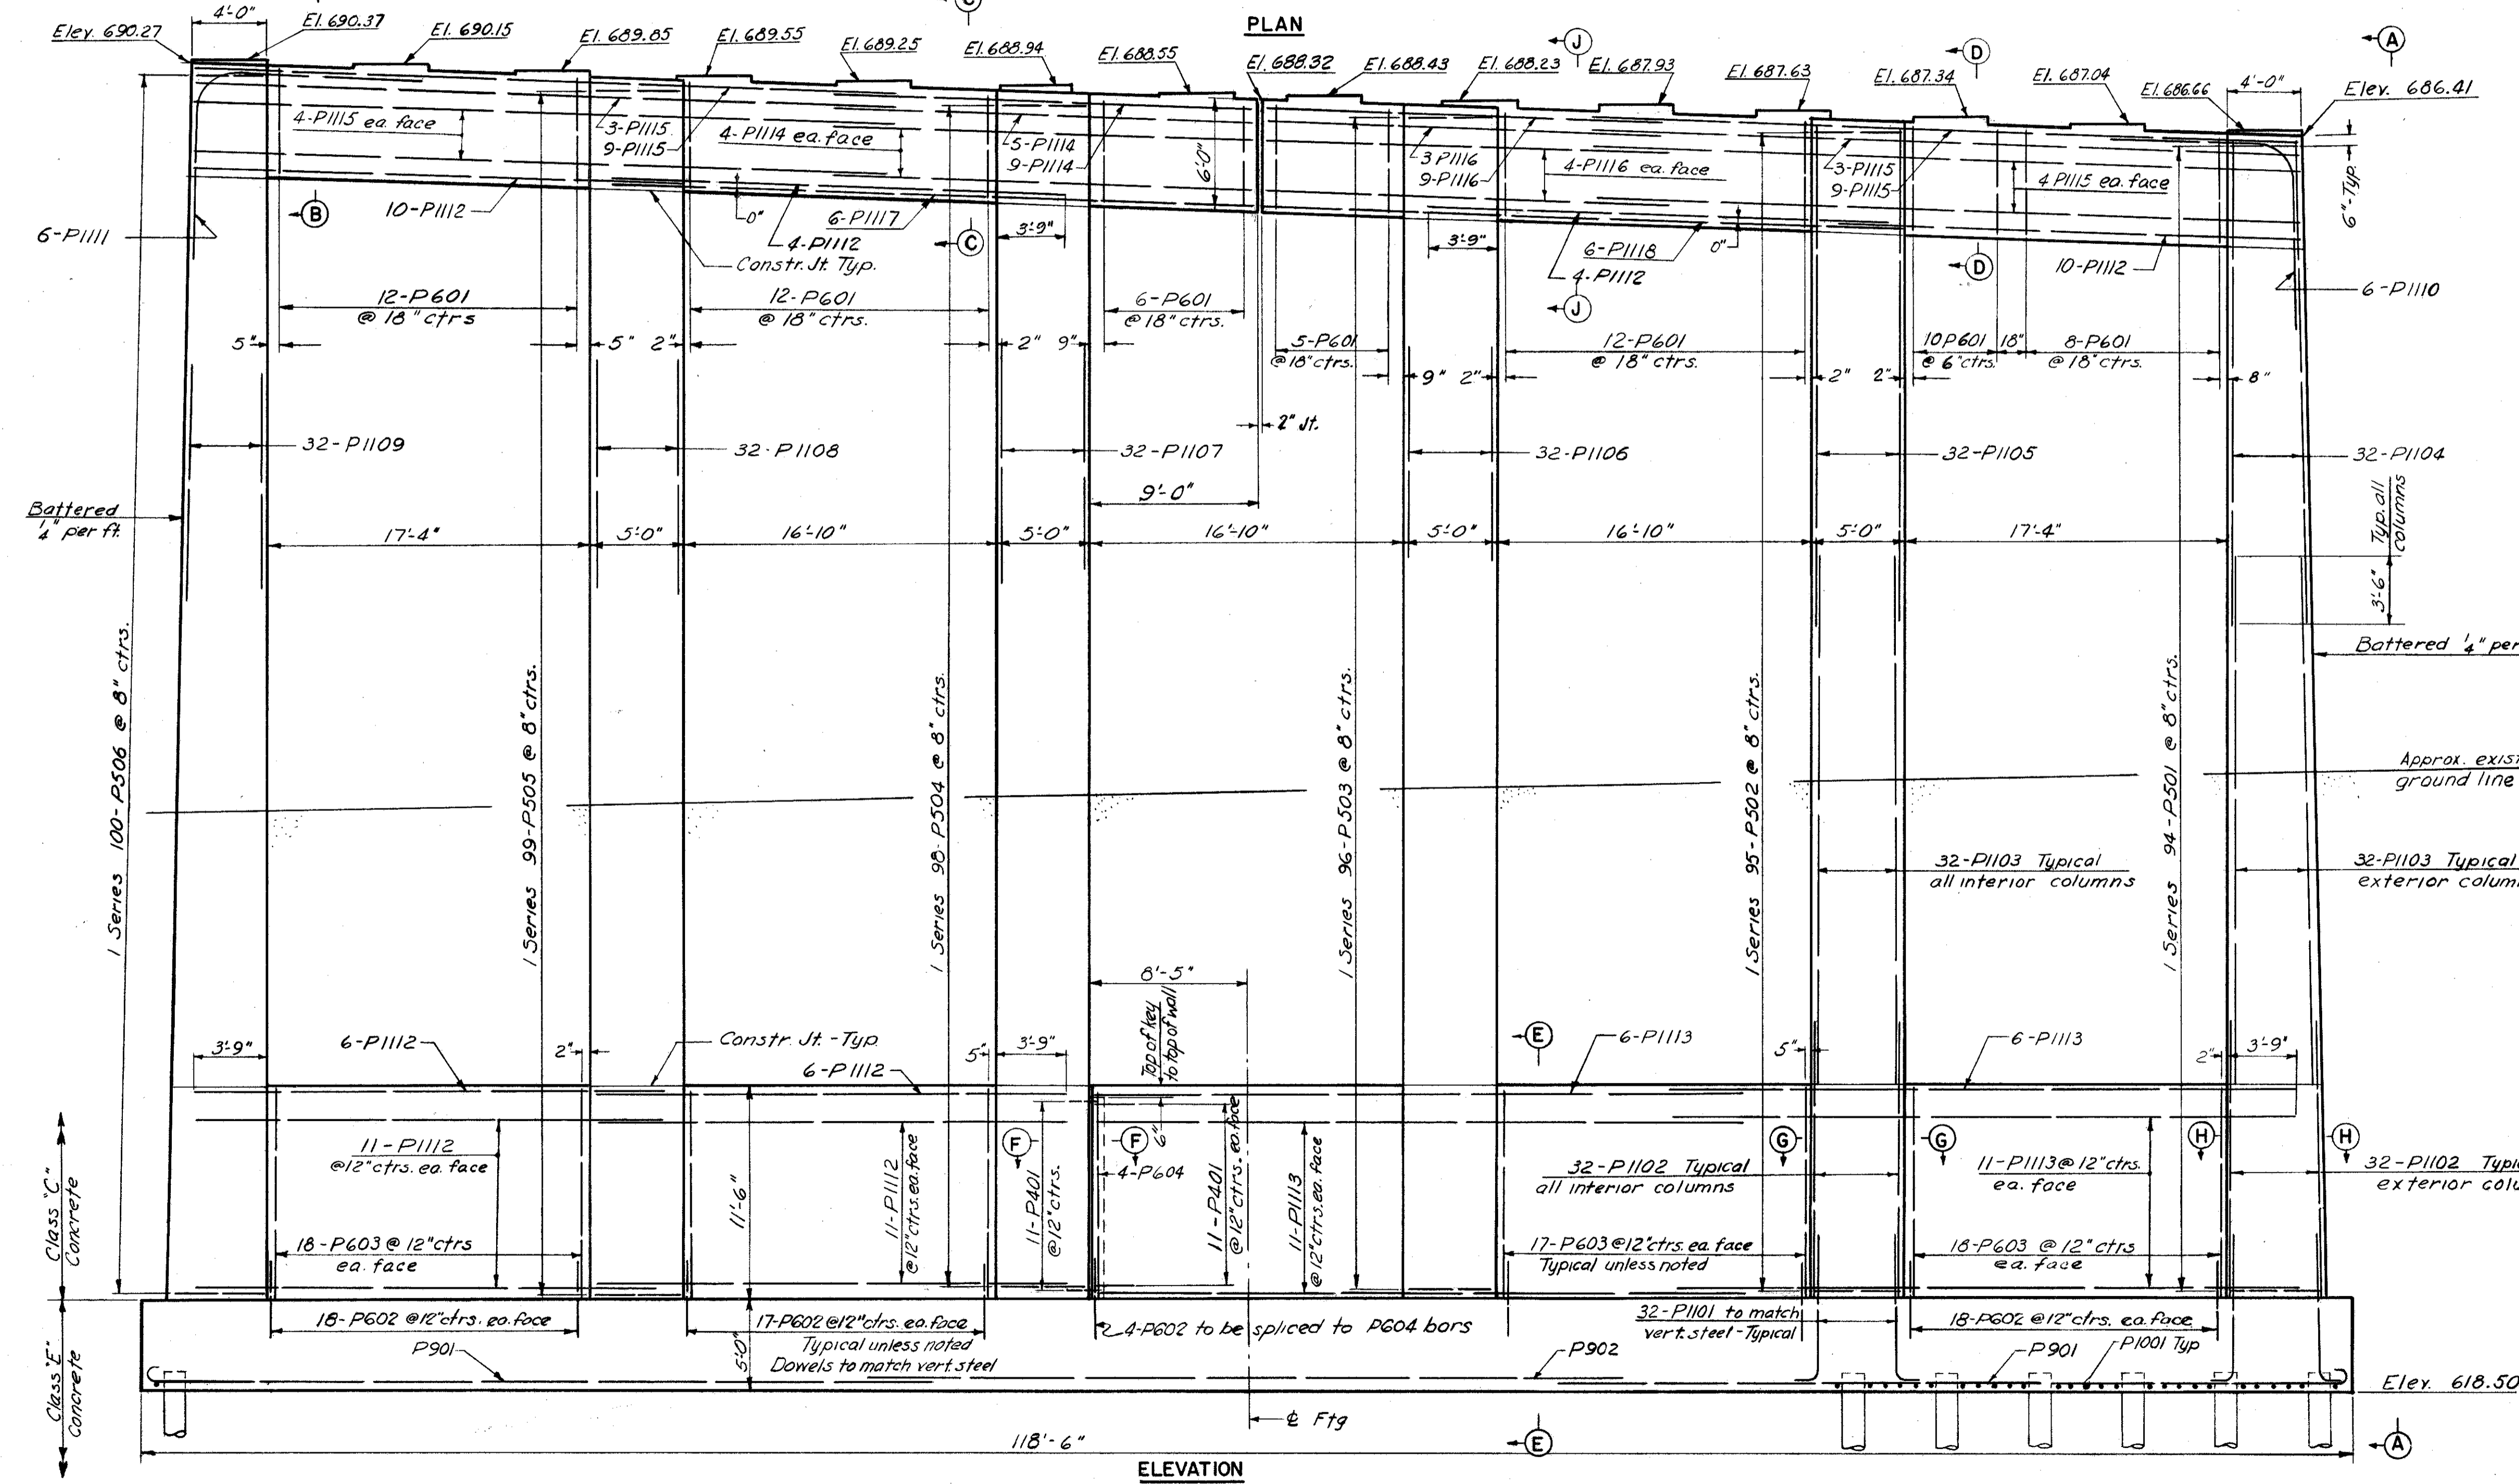 PLAN
C
4'-0"
Elev. 690.27
El. 690.37
El. 690.15
El. 689.85
El. 689.55
El. 689.25
El. 688.94
El. 688.55
El. 688.32
El. 688.43
El. 688.23
J
El. 687.93
El. 687.63
D
El. 687.34
El. 687.04
El. 686.66
4'-0"
A
Elev. 686.41
4-P1115 ea. face
3-P1115
9-P1115
4-P1114 ea. face
5-P1114
9-P1114
6'-0"
3 P1116
9-P1116
4-P1116 ea. face
3-P1115
9-P1115
4 P1115 ea. face
6"-Typ.
6-P1111
B
10-P1112
0"
4-P1112
6-P1117
Constr. Jt. Typ.
C
3'-9"
3'-9"
4-P1112
6-P1118
0"
J
D
10-P1112
6-P1110
12-P601
@ 18" ctrs
12-P601
@ 18" ctrs.
6-P601
@ 18" ctrs.
5-P601
@ 18" ctrs.
12-P601
@ 18" ctrs.
10P601
@ 6" ctrs.
18"
8-P601
@ 18" ctrs.
5"
5"
2"
2"
9"
9"
2"
2"
2"
8"
2" Jt.
32-P1109
32-P1108
32-P1107
32-P1106
32-P1105
32-P1104
Battered
1/4" per ft.
9'-0"
17'-4"
5'-0"
16'-10"
5'-0"
16'-10"
5'-0"
16'-10"
5'-0"
17'-4"
3'-6" Typ. all
columns
Battered 1/4" per
1 Series 100-P506 @ 8" ctrs.
1 Series 99-P505 @ 8" ctrs.
1 Series 98-P504 @ 8" ctrs.
1 Series 96-P503 @ 8" ctrs.
1 Series 95-P502 @ 8" ctrs.
1 Series 94-P501 @ 8" ctrs.
Approx. exis
ground line
32-P1103 Typical
all interior columns
32-P1103 Typical
exterior colum
8'-5"
Top of key
to top of wall
3'-9"
6-P1112
2"
Constr. Jt. - Typ.
6-P1112
5"
3'-9"
E
6-P1113
5"
6-P1113
2"
3'-9"
11-P1112
@12"ctrs. ea. face
11'-6"
11-P1112
@12"ctrs.ea.face
F
11-P401
@12"ctrs.
F
6"
4-P604
11-P401
@12"ctrs. ea. face
11-P1113
@12"ctrs.ea.face
32-P1102 Typical
all interior columns
G
G
11-P1113@12"ctrs.
ea. face
H
H
32-P1102 Typi
exterior colu
Class "C"
Concrete
18-P603 @ 12"ctrs
ea. face
17-P603@12"ctrs. ea. face
Typical unless noted
18-P603 @ 12"ctrs
ea. face
Class "E"
Concrete
18-P602 @12"ctrs. ea. face
5'-0"
17-P602@12"ctrs. ea. face
Typical unless noted
Dowels to match vert. steel
4-P602 to be spliced to P604 bars
32-P1101 to match
vert. steel - Typical
18-P602 @12"ctrs. ea. face
P901
P902
P901
P1001 Typ
Elev. 618.50
℄ Ftg
118'-6"
E
A
ELEVATION